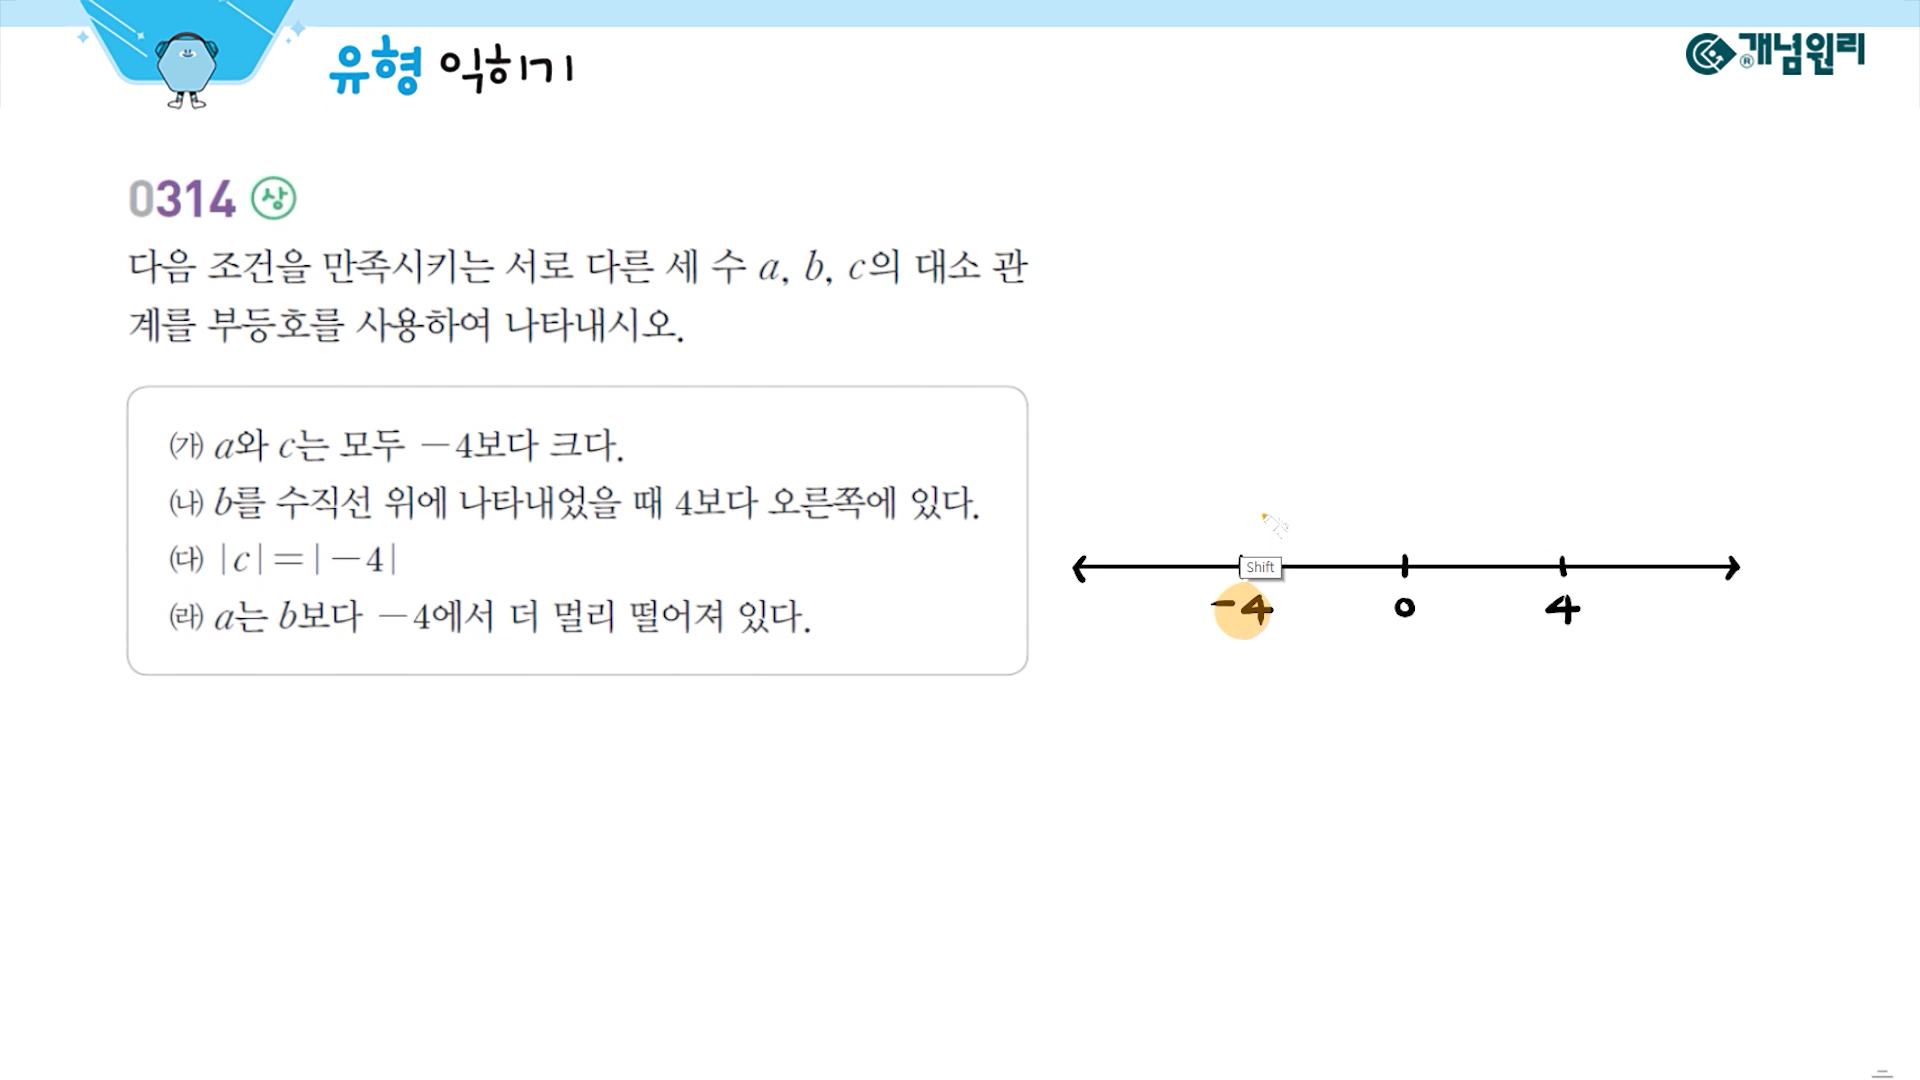 유형 익히기
개념원리
0314 상
다음 조건을 만족시키는 서로 다른 세 수 a, b, c의 대소 관
계를 부등호를 사용하여 나타내시오.
㈎ a와 c는 모두 −4보다 크다.
㈏ b를 수직선 위에 나타내었을 때 4보다 오른쪽에 있다.
㈐ |c|=|−4|
㈑ a는 b보다 −4에서 더 멀리 떨어져 있다.
Shift
-4 0 4